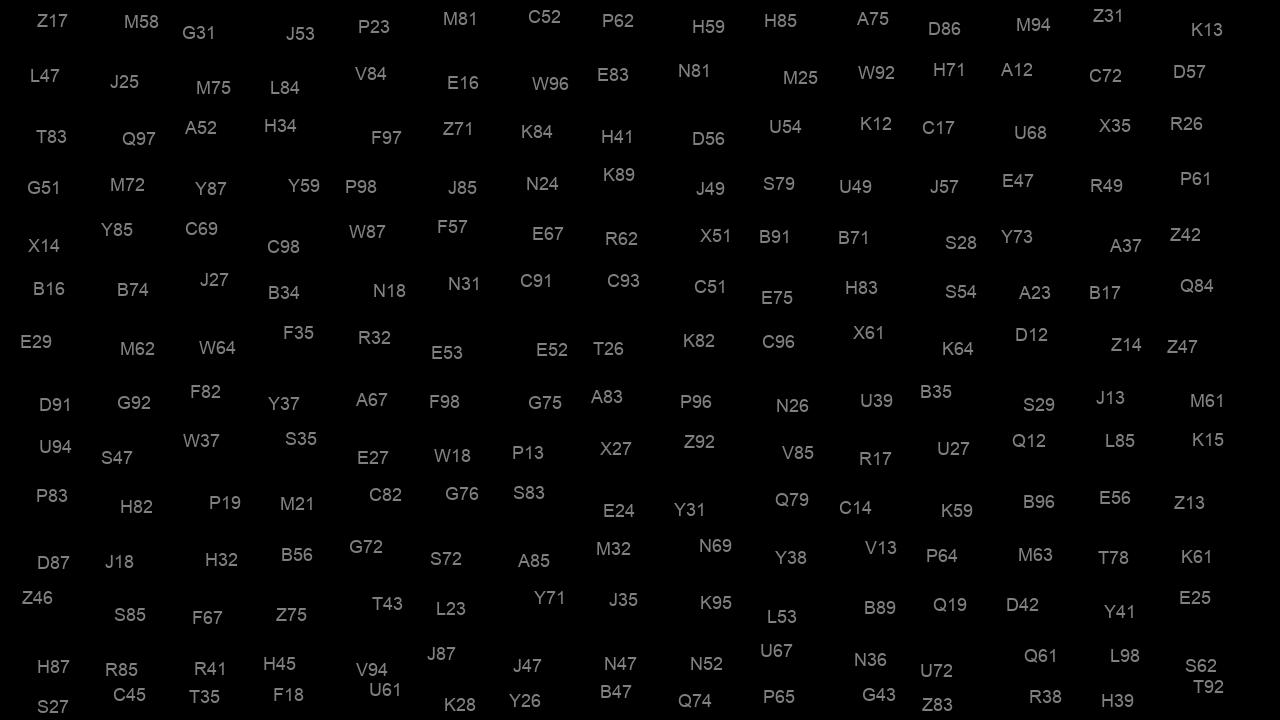 Z17 M58 G31 J53 P23 M81 C52 P62 H59 H85 A75 D86 M94 Z31 K13
L47 J25 M75 L84 V84 E16 W96 E83 N81 M25 W92 H71 A12 C72 D57
T83 Q97 A52 H34 F97 Z71 K84 H41 D56 U54 K12 C17 U68 X35 R26
G51 M72 Y87 Y59 P98 J85 N24 K89 J49 S79 U49 J57 E47 R49 P61
X14 Y85 C69 C98 W87 F57 E67 R62 X51 B91 B71 S28 Y73 A37 Z42
B16 B74 J27 B34 N18 N31 C91 C93 C51 E75 H83 S54 A23 B17 Q84
E29 M62 W64 F35 R32 E53 E52 T26 K82 C96 X61 K64 D12 Z14 Z47
D91 G92 F82 Y37 A67 F98 G75 A83 P96 N26 U39 B35 S29 J13 M61
U94 S47 W37 S35 E27 W18 P13 X27 Z92 V85 R17 U27 Q12 L85 K15
P83 H82 P19 M21 C82 G76 S83 E24 Y31 Q79 C14 K59 B96 E56 Z13
D87 J18 H32 B56 G72 S72 A85 M32 N69 Y38 V13 P64 M63 T78 K61
Z46 S85 F67 Z75 T43 L23 Y71 J35 K95 L53 B89 Q19 D42 Y41 E25
H87 R85 R41 H45 V94 J87 J47 N47 N52 U67 N36 U72 Q61 L98 S62
S27 C45 T35 F18 U61 K28 Y26 B47 Q74 P65 G43 Z83 R38 H39 T92